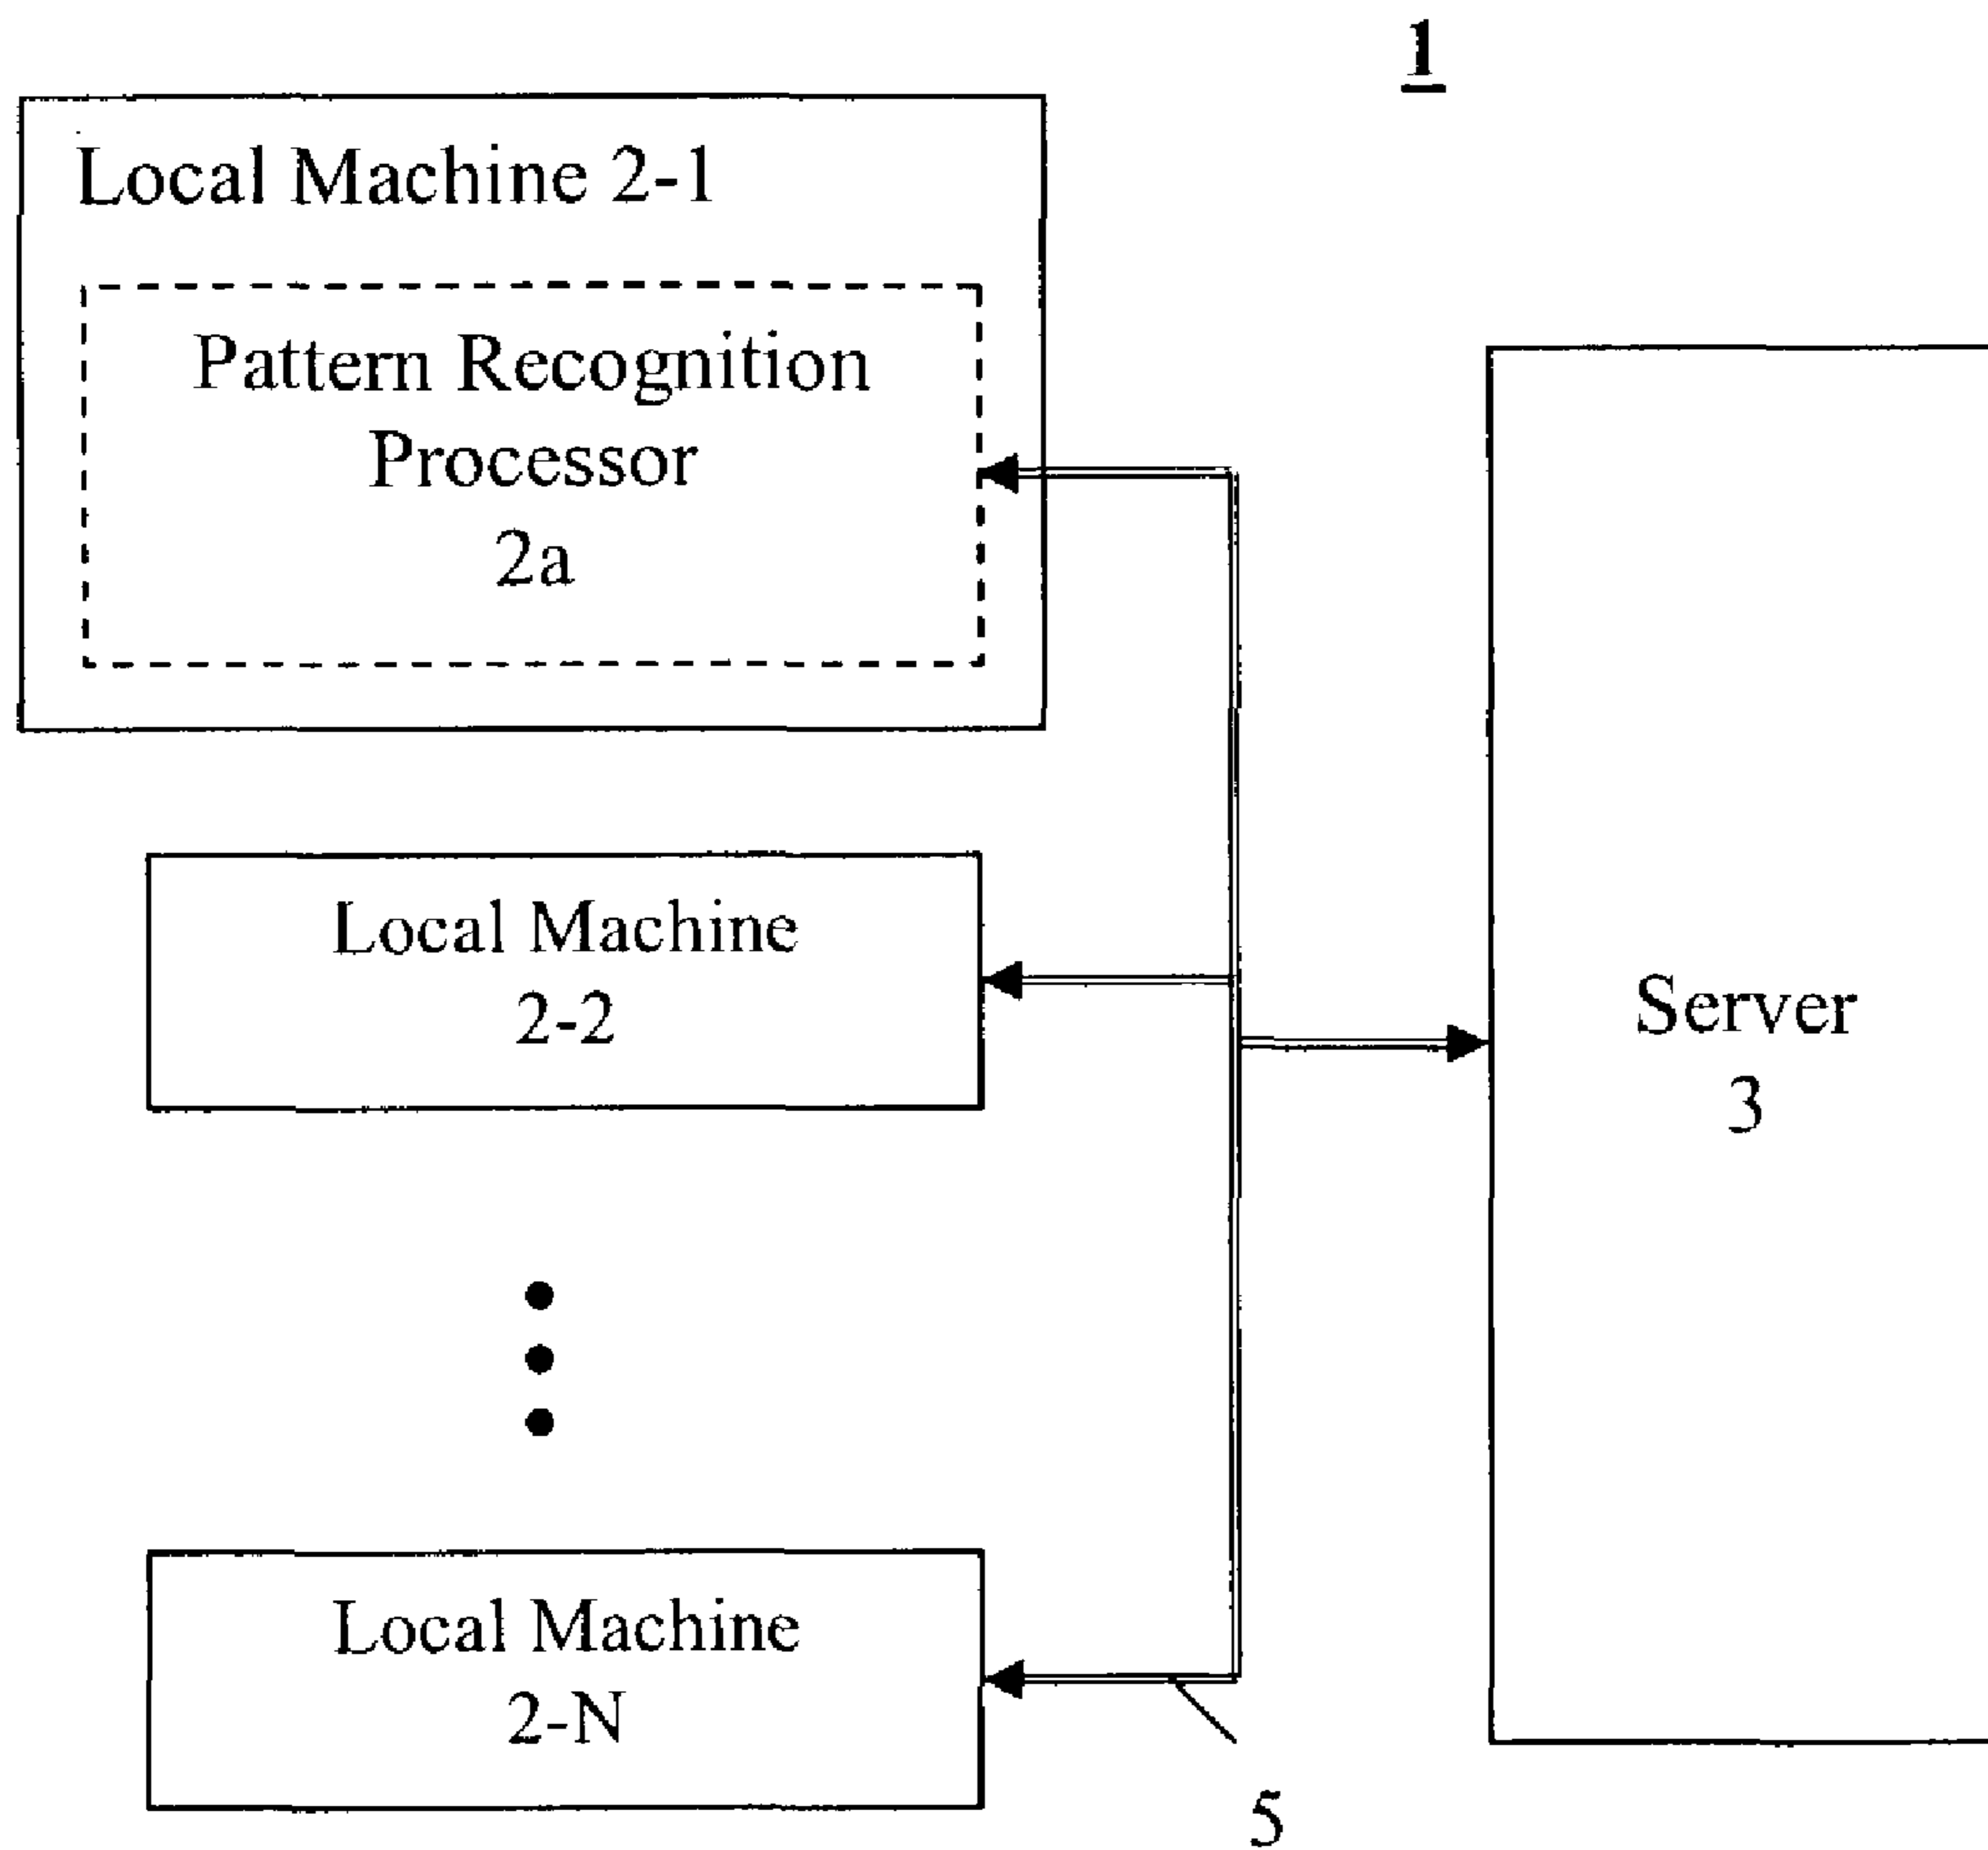 1
Local Machine 2-1
Pattern Recognition
Processor
2a
Local Machine
2-2
Server
3
Local Machine
2-N
5